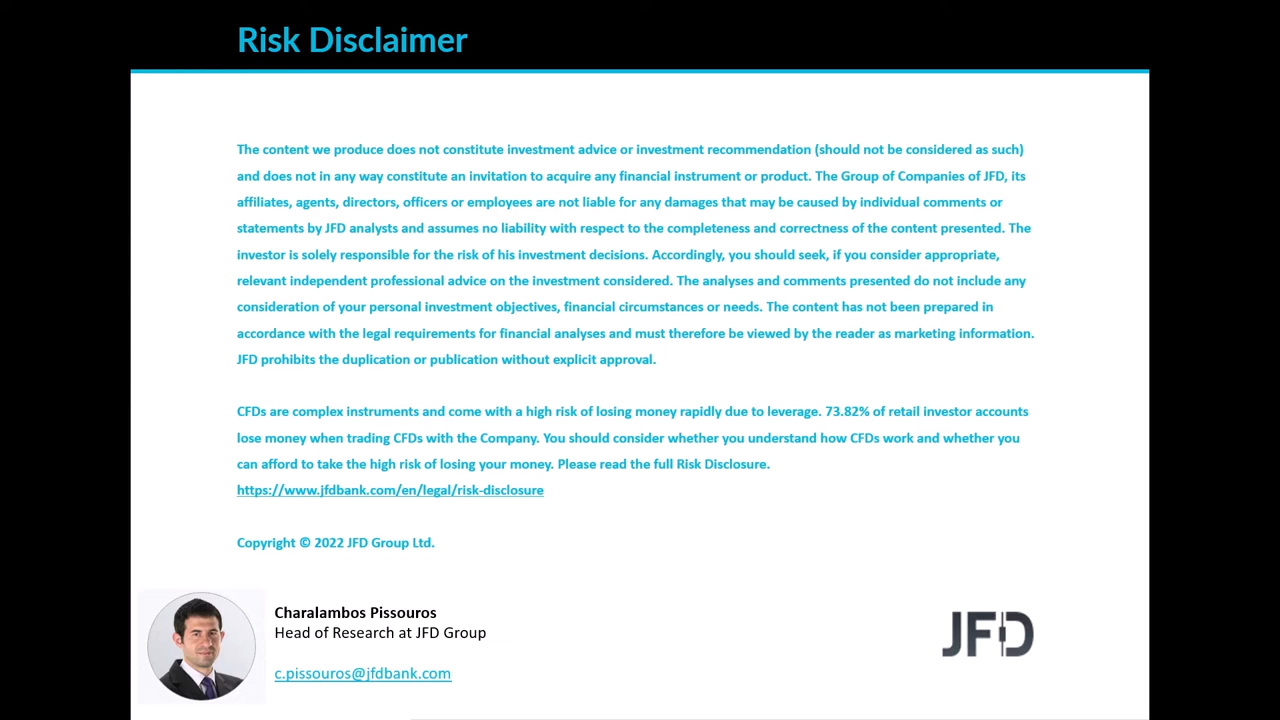 Risk Disclaimer
The content we produce does not constitute investment advice or investment recommendation (should not be considered as such)
and does not in any way constitute an invitation to acquire any financial instrument or product. The Group of Companies of JFD, its
affiliates, agents, directors, officers or employees are not liable for any damages that may be caused by individual comments or
statements by JFD analysts and assumes no liability with respect to the completeness and correctness of the content presented. The
investor is solely responsible for the risk of his investment decisions. Accordingly, you should seek, if you consider appropriate,
relevant independent professional advice on the investment considered. The analyses and comments presented do not include any
consideration of your personal investment objectives, financial circumstances or needs. The content has not been prepared in
accordance with the legal requirements for financial analyses and must therefore be viewed by the reader as marketing information.
JFD prohibits the duplication or publication without explicit approval.
CFDs are complex instruments and come with a high risk of losing money rapidly due to leverage. 73.82% of retail investor accounts
lose money when trading CFDs with the Company. You should consider whether you understand how CFDs work and whether you
can afford to take the high risk of losing your money. Please read the full Risk Disclosure.
https://www.jfdbank.com/en/legal/risk-disclosure
Copyright © 2022 JFD Group Ltd.
Charalambos Pissouros
Head of Research at JFD Group
c.pissouros@jfdbank.com
JFD